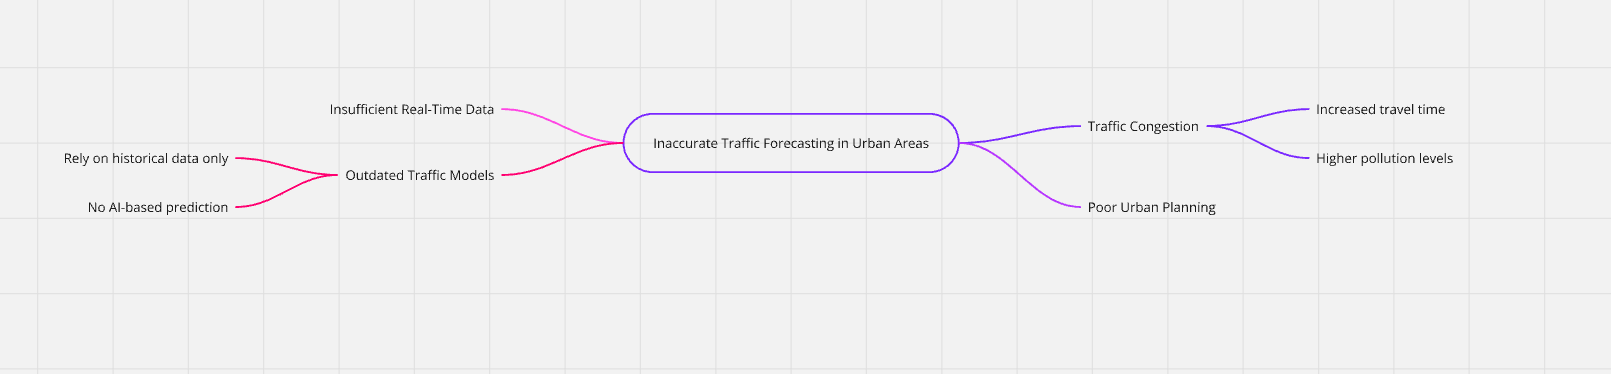 Insufficient Real-Time Data
Rely on historical data only
Outdated Traffic Models
No AI-based prediction
Inaccurate Traffic Forecasting in Urban Areas
Traffic Congestion
Increased travel time
Higher pollution levels
Poor Urban Planning